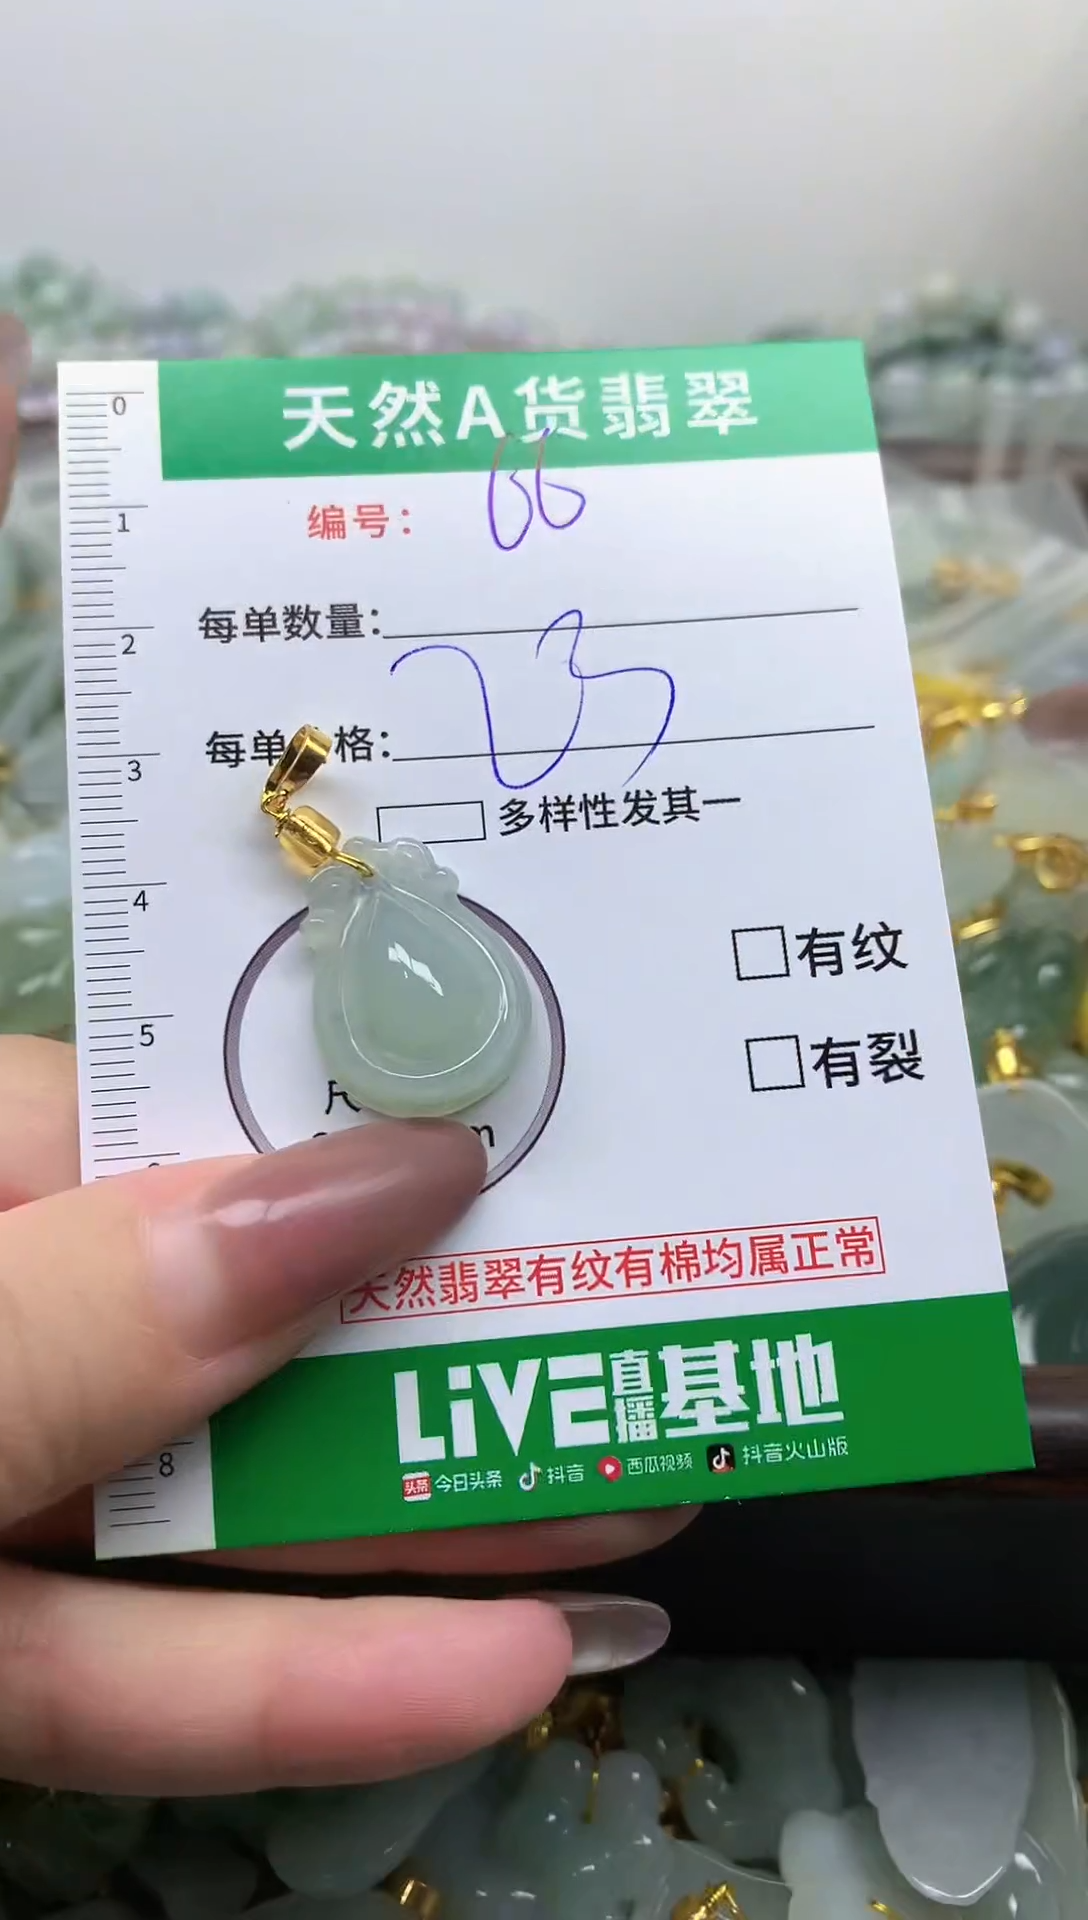 天然A货翡翠
编号： 66
每单数量：
23
每单 格：
多样性发其一
有纹
有裂
尺
m
天然翡翠有纹有棉均属正常
LiVE直播基地
头条 今日头条 抖音 西瓜视频 抖音火山版
0
1
2
3
4
5
8